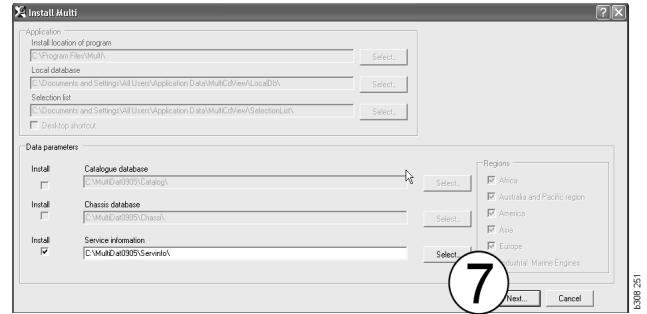 Install Multi
Application
Install location of program
C:\Program Files\Multi\
Select...
Local database
C:\Documents and Settings\All Users\Application Data\MultiCdView\LocalDb\
Select...
Selection list
C:\Documents and Settings\All Users\Application Data\MultiCdView\SelectionList\
Select...
Desktop shortcut
Data parameters
Install
Catalogue database
C:\MultiDat0905\Catalog\
Select...
Install
Chassis database
C:\MultiDat0905\Chassi\
Select...
Install
Service information
C:\MultiDat0905\Servinfo\
Select...
Regions
Africa
Australia and Pacific region
America
Asia
Europe
Industrial Marine Engines
7
Next...
Cancel
b308 251